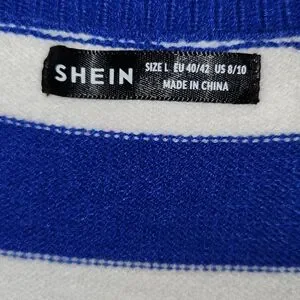 SHEIN
SIZE L EU 40/42 US 8/10
MADE IN CHINA